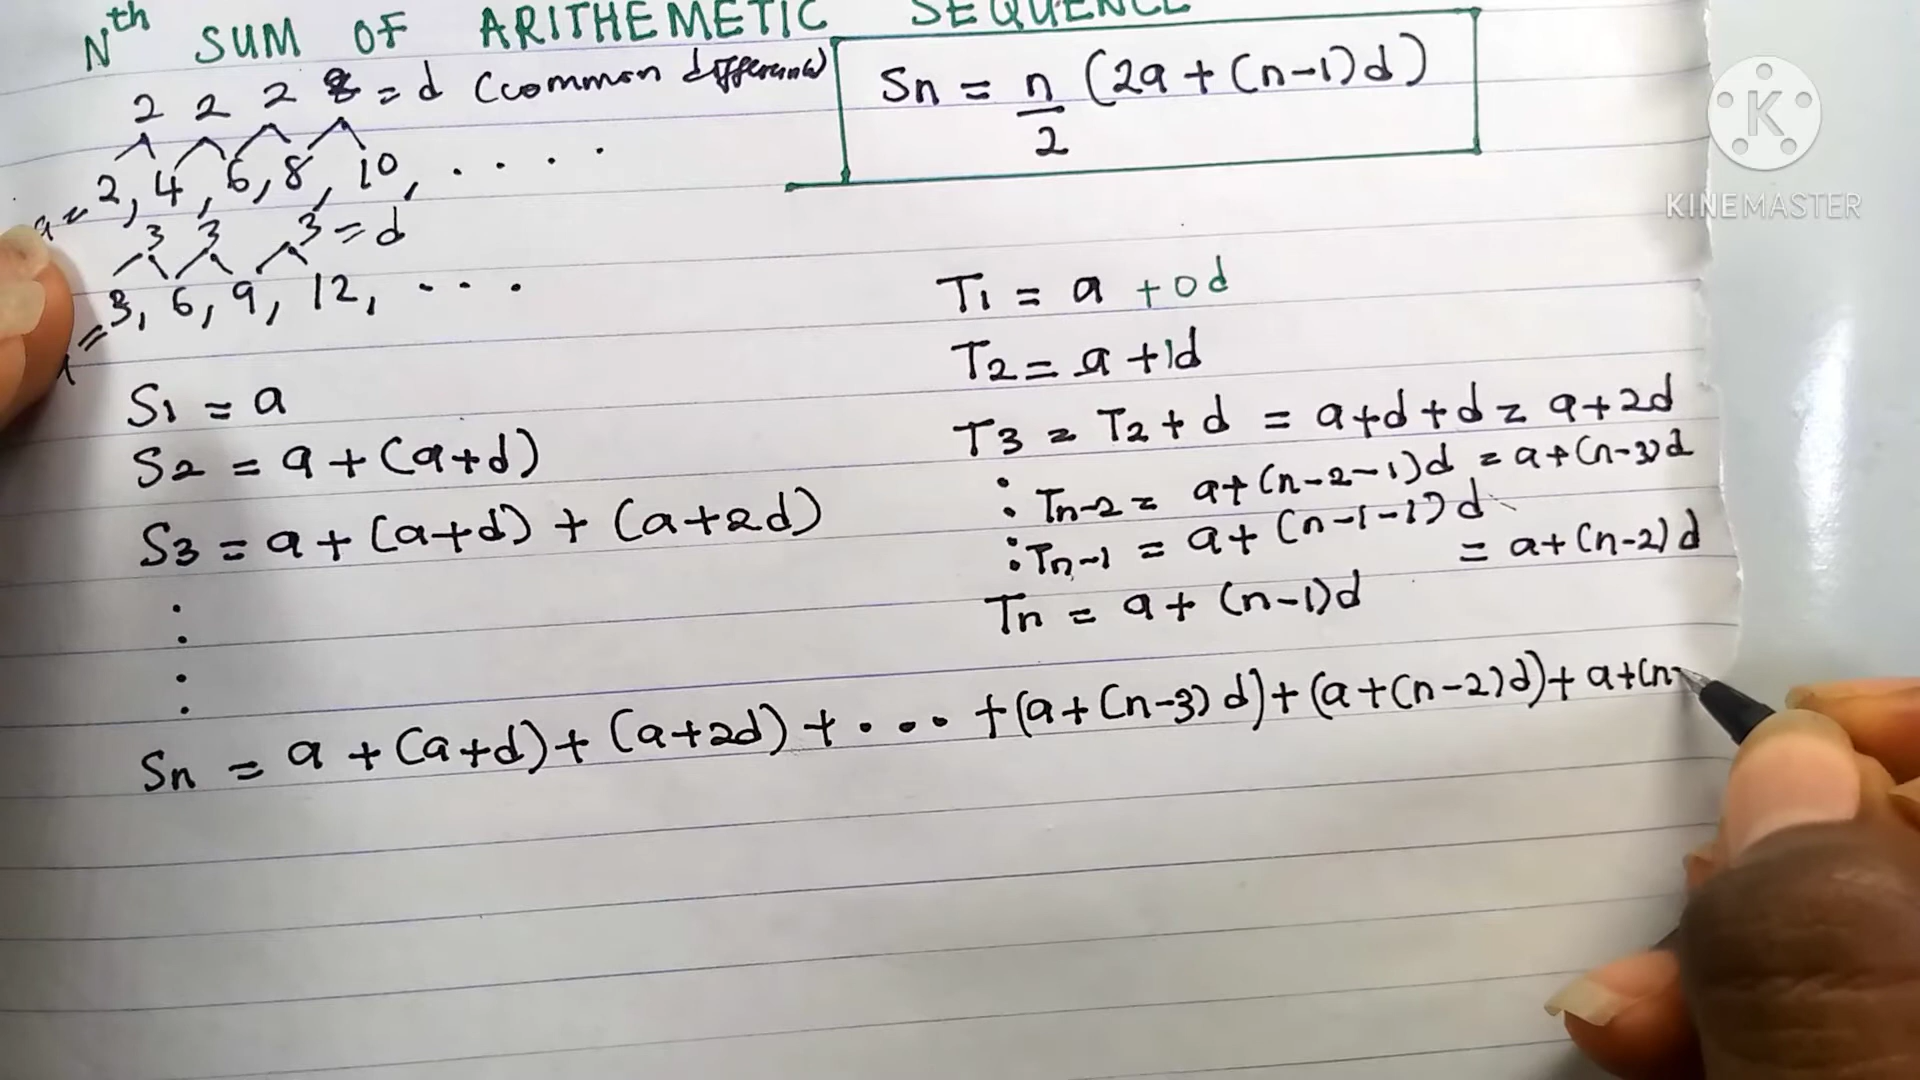 Nth SUM OF ARITHEMETIC SEQUENCE
2 2 2 2 = d (common difference)
a = 2, 4, 6, 8, 10, . . . .
3 3 3 = d
= 3, 6, 9, 12, . . .
Sn = n/2 (2a + (n-1)d)
K
KINEMASTER
T1 = a + 0d
T2 = a + 1d
T3 = T2 + d = a+d+d = a+2d
: Tn-2 = a+(n-2-1)d = a+(n-3)d
: Tn-1 = a+(n-1-1)d
= a+(n-2)d
Tn = a + (n-1)d
S1 = a
S2 = a + (a+d)
S3 = a + (a+d) + (a+2d)
:
:
Sn = a + (a+d) + (a+2d) + . . . + (a+(n-3)d) + (a+(n-2)d) + a+(n-